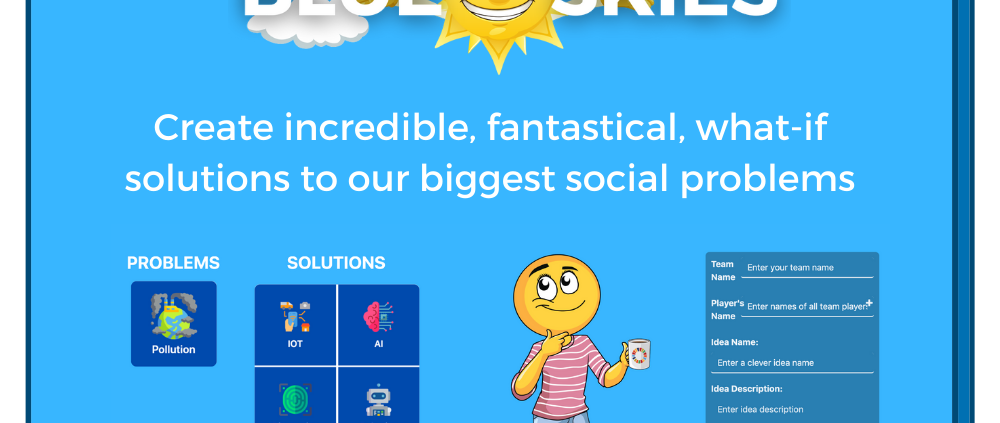 BLUE SKIES
Create incredible, fantastical, what-if
solutions to our biggest social problems
PROBLEMS
Pollution
SOLUTIONS
IOT
AI
Team
Name
Enter your team name
Player's
Name
Enter names of all team player
Idea Name:
Enter a clever idea name
Idea Description:
Enter idea description